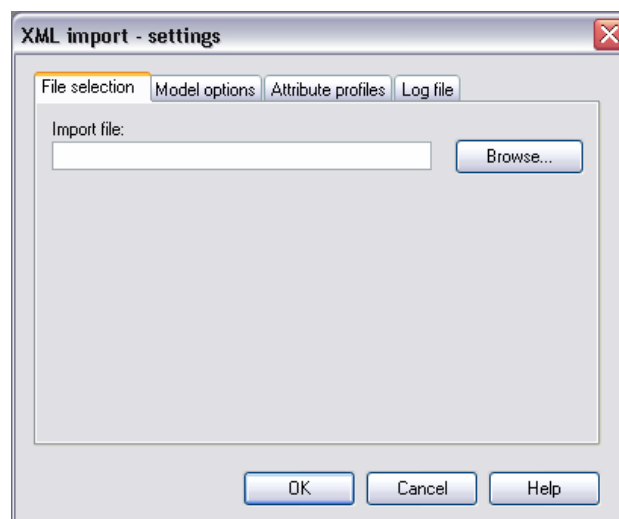 XML import - settings
File selection Model options Attribute profiles Log file
Import file:
Browse...
OK Cancel Help